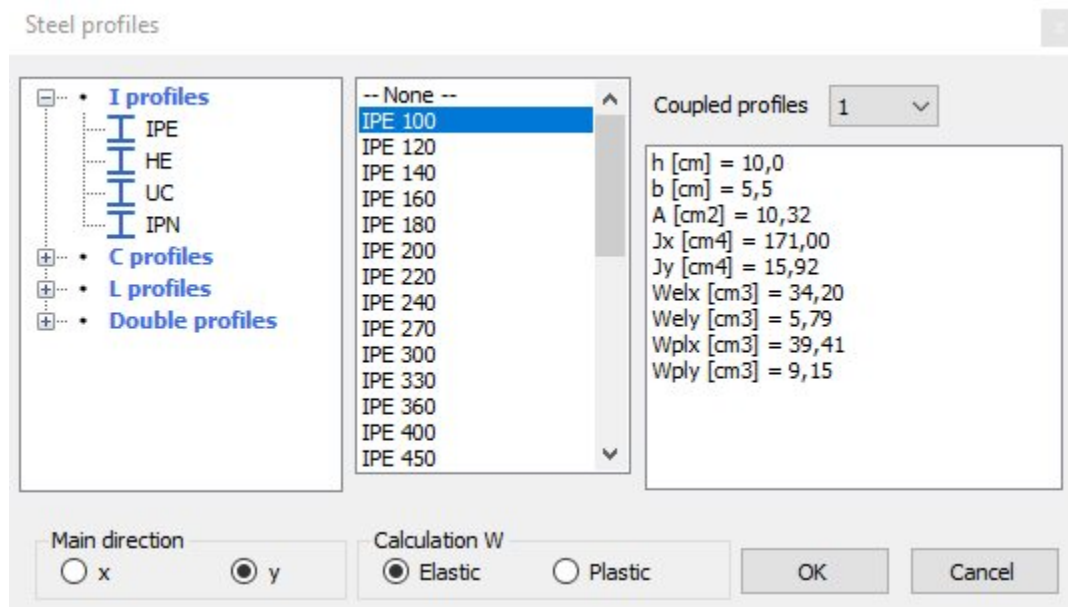 Steel profiles
I profiles
IPE
HE
UC
IPN
C profiles
L profiles
Double profiles
-- None --
IPE 100
IPE 120
IPE 140
IPE 160
IPE 180
IPE 200
IPE 220
IPE 240
IPE 270
IPE 300
IPE 330
IPE 360
IPE 400
IPE 450
Coupled profiles 1
h [cm] = 10,0
b [cm] = 5,5
A [cm2] = 10,32
Jx [cm4] = 171,00
Jy [cm4] = 15,92
Welx [cm3] = 34,20
Wely [cm3] = 5,79
Wplx [cm3] = 39,41
Wply [cm3] = 9,15
Main direction
x y
Calculation W
Elastic Plastic
OK Cancel